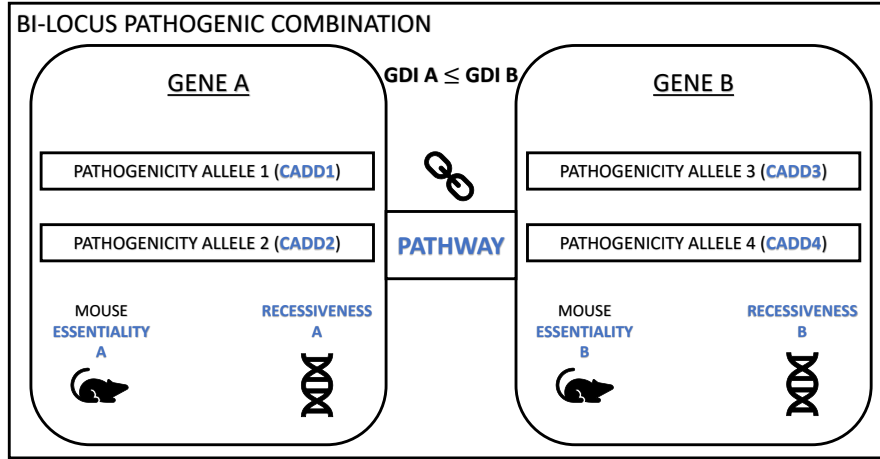 BI-LOCUS PATHOGENIC COMBINATION
GENE A
GDI A ≤ GDI B
GENE B
PATHOGENICITY ALLELE 1 (CADD1)
PATHOGENICITY ALLELE 3 (CADD3)
PATHOGENICITY ALLELE 2 (CADD2)
PATHWAY
PATHOGENICITY ALLELE 4 (CADD4)
MOUSE
ESSENTIALITY
A
RECESSIVENESS
A
MOUSE
ESSENTIALITY
B
RECESSIVENESS
B